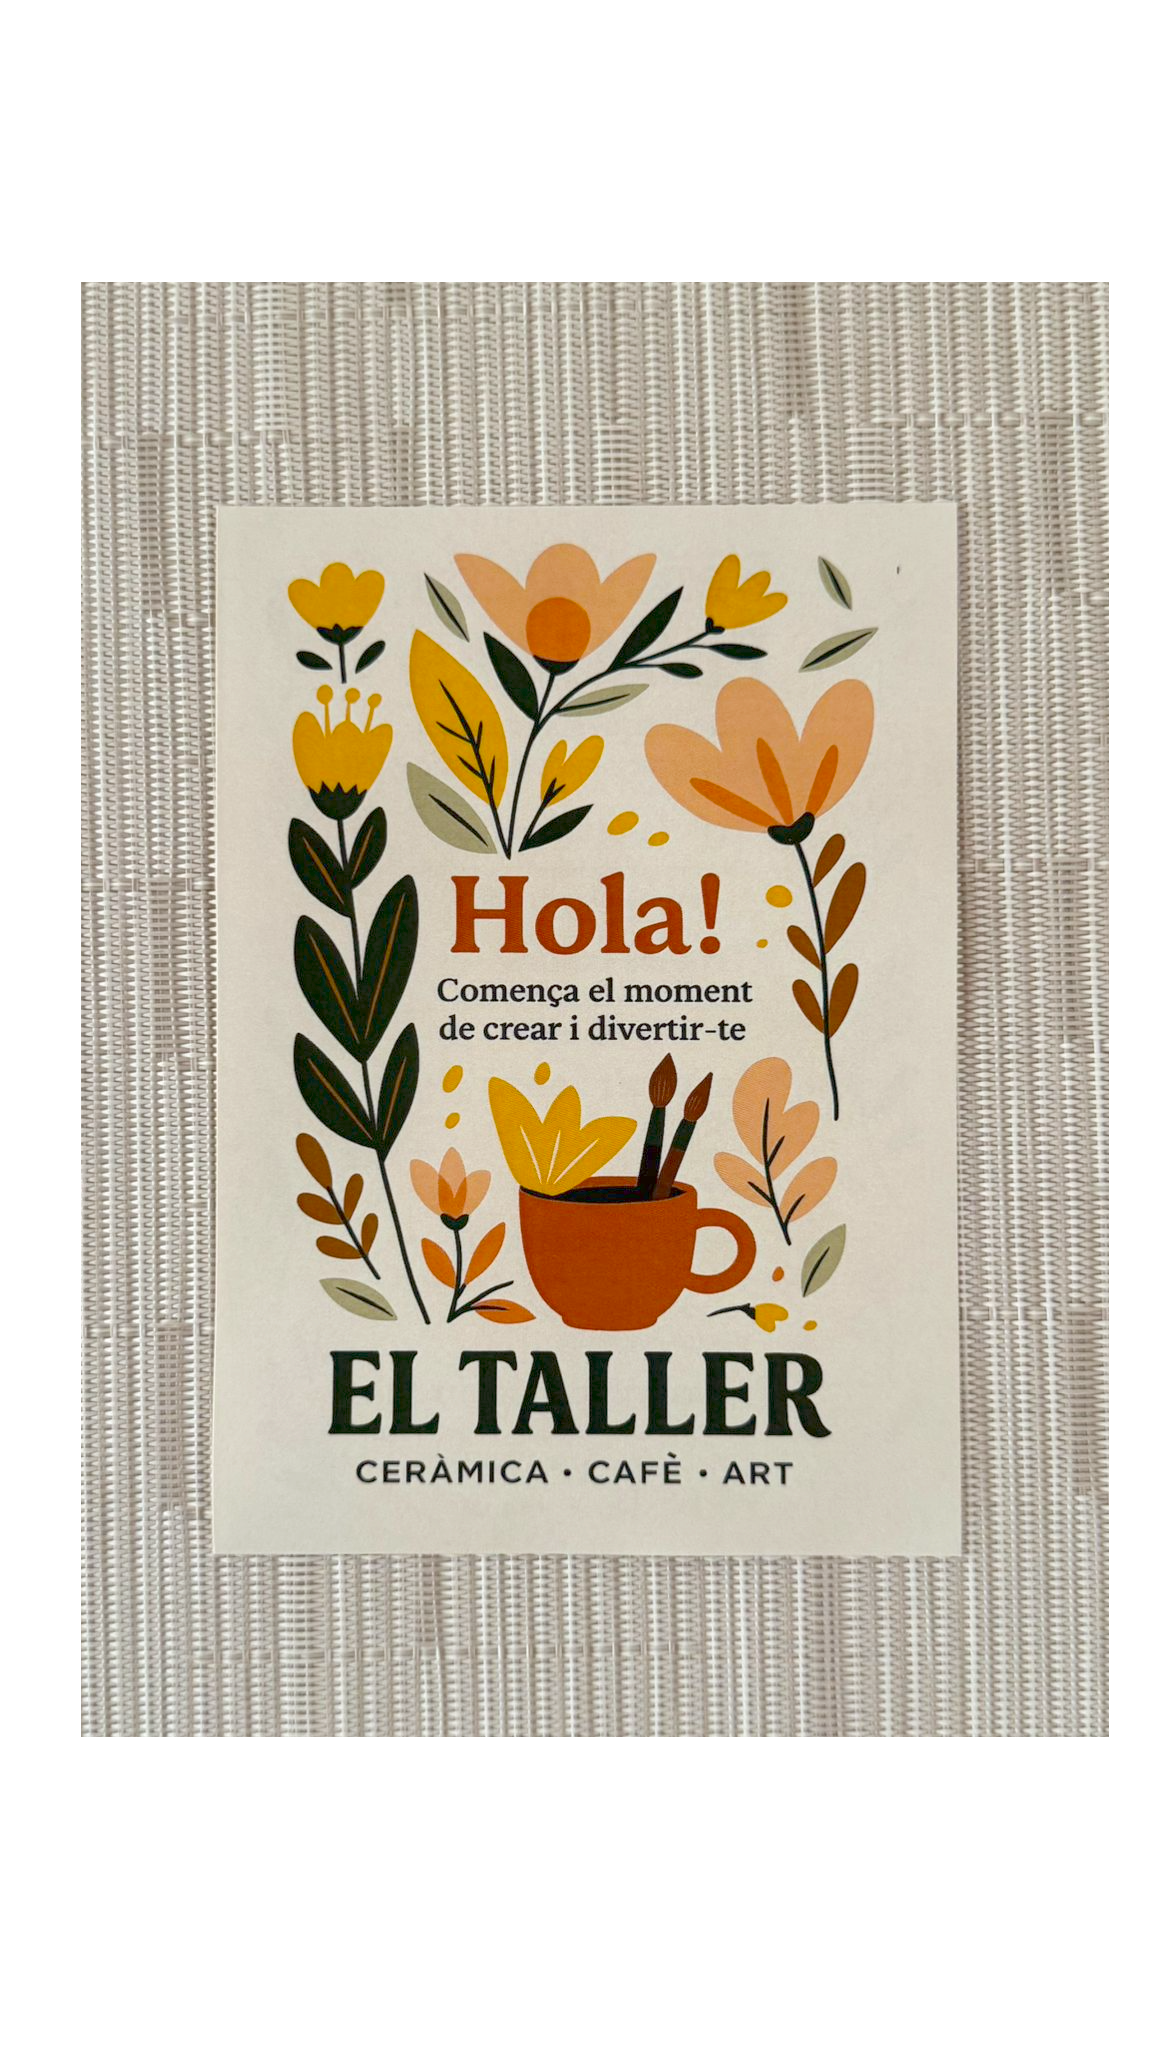 Hola!
Comença el moment
de crear i divertir-te
EL TALLER
CERÀMICA • CAFÈ • ART